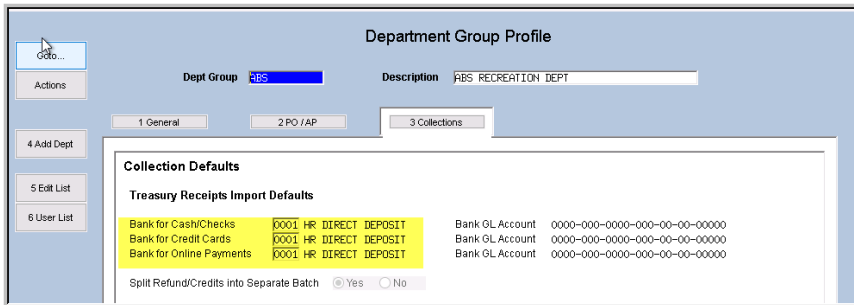 Department Group Profile
Goto...
Dept Group ABS Description ABS RECREATION DEPT
Actions
1 General 2 PO / AP 3 Collections
4 Add Dept
Collection Defaults
5 Edit List
Treasury Receipts Import Defaults
6 User List
Bank for Cash/Checks 0001 HR DIRECT DEPOSIT Bank GL Account 0000-000-0000-000-00-00-00000
Bank for Credit Cards 0001 HR DIRECT DEPOSIT Bank GL Account 0000-000-0000-000-00-00-00000
Bank for Online Payments 0001 HR DIRECT DEPOSIT Bank GL Account 0000-000-0000-000-00-00-00000
Split Refund/Credits into Separate Batch Yes No